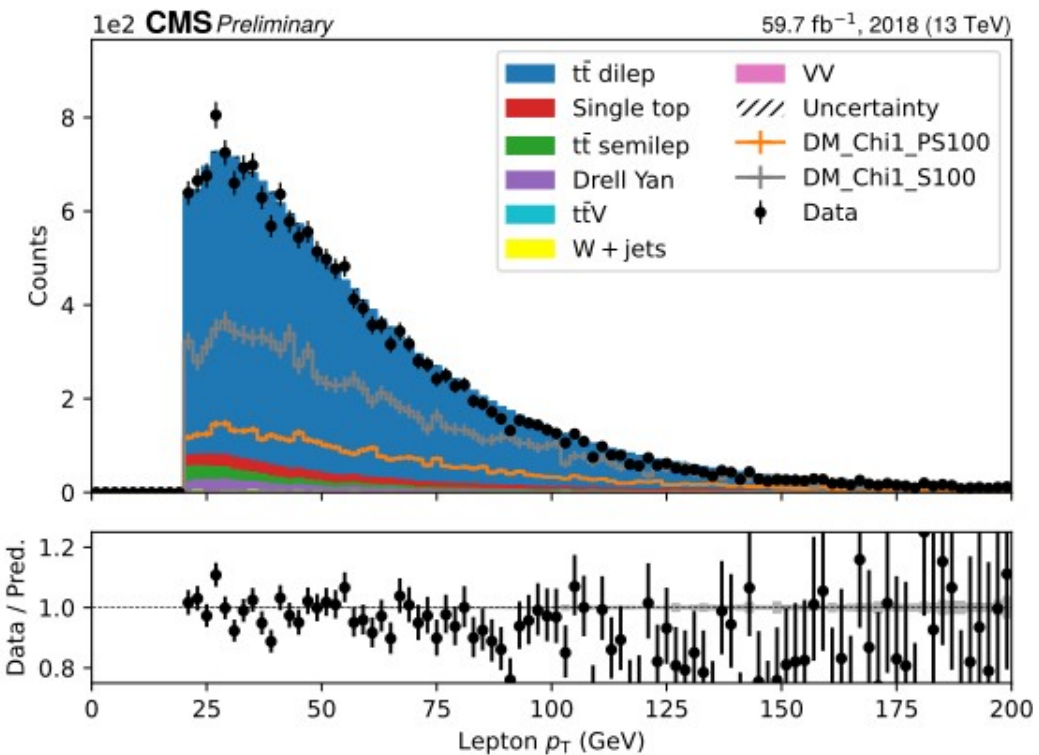 1e2 CMS Preliminary 59.7 fb⁻¹, 2018 (13 TeV)
tt̄ dilep
Single top
tt̄ semilep
Drell Yan
tt̄V
W + jets
VV
Uncertainty
DM_Chi1_PS100
DM_Chi1_S100
Data
Counts
8
6
4
2
0
Data / Pred.
1.2
1.0
0.8
0 25 50 75 100 125 150 175 200
Lepton p_T (GeV)